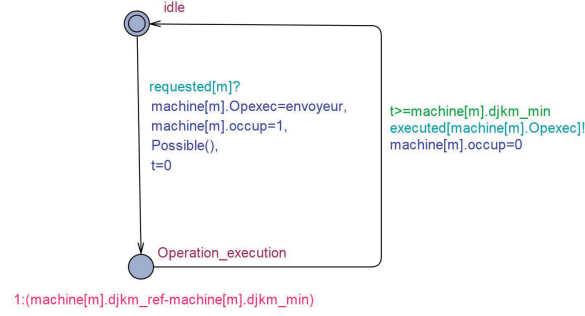 idle
requested[m]?
machine[m].Opexec=envoyeur,
machine[m].occup=1,
Possible(),
t=0
t>=machine[m].djkm_min
executed[machine[m].Opexec]!
machine[m].occup=0
Operation_execution
1:(machine[m].djkm_ref-machine[m].djkm_min)